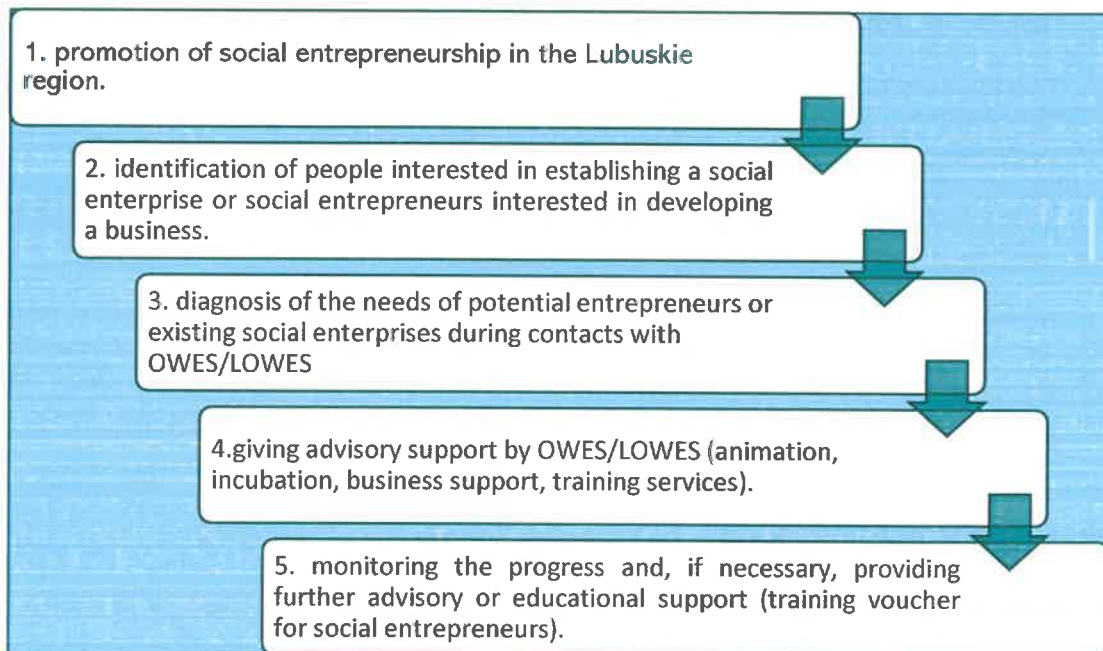 1. promotion of social entrepreneurship in the Lubuskie
region.
2. identification of people interested in establishing a social
enterprise or social entrepreneurs interested in developing
a business.
3. diagnosis of the needs of potential entrepreneurs or
existing social enterprises during contacts with
OWES/LOWES
4.giving advisory support by OWES/LOWES (animation,
incubation, business support, training services).
5. monitoring the progress and, if necessary, providing
further advisory or educational support (training voucher
for social entrepreneurs).